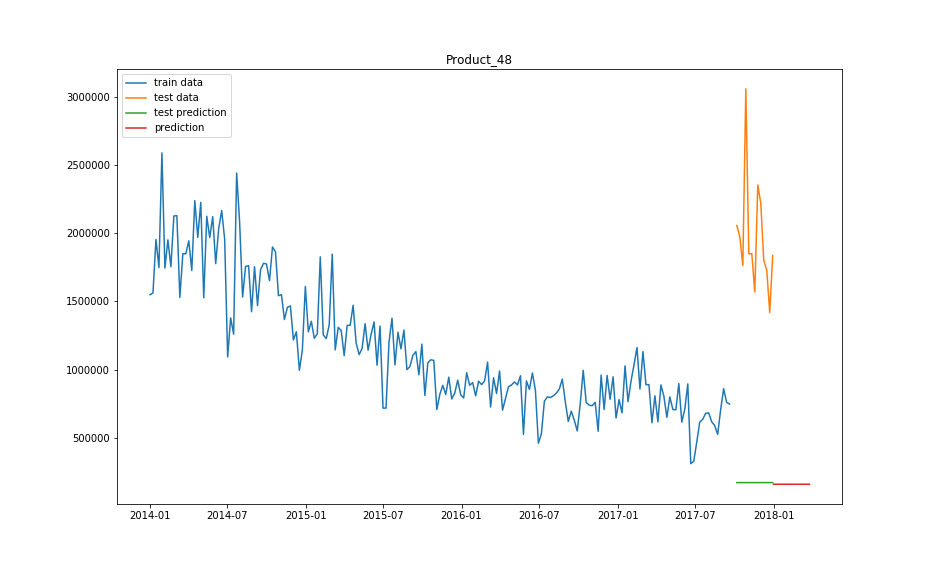 Product_48
train data
test data
test prediction
prediction
3000000
2500000
2000000
1500000
1000000
500000
2014-01 2014-07 2015-01 2015-07 2016-01 2016-07 2017-01 2017-07 2018-01